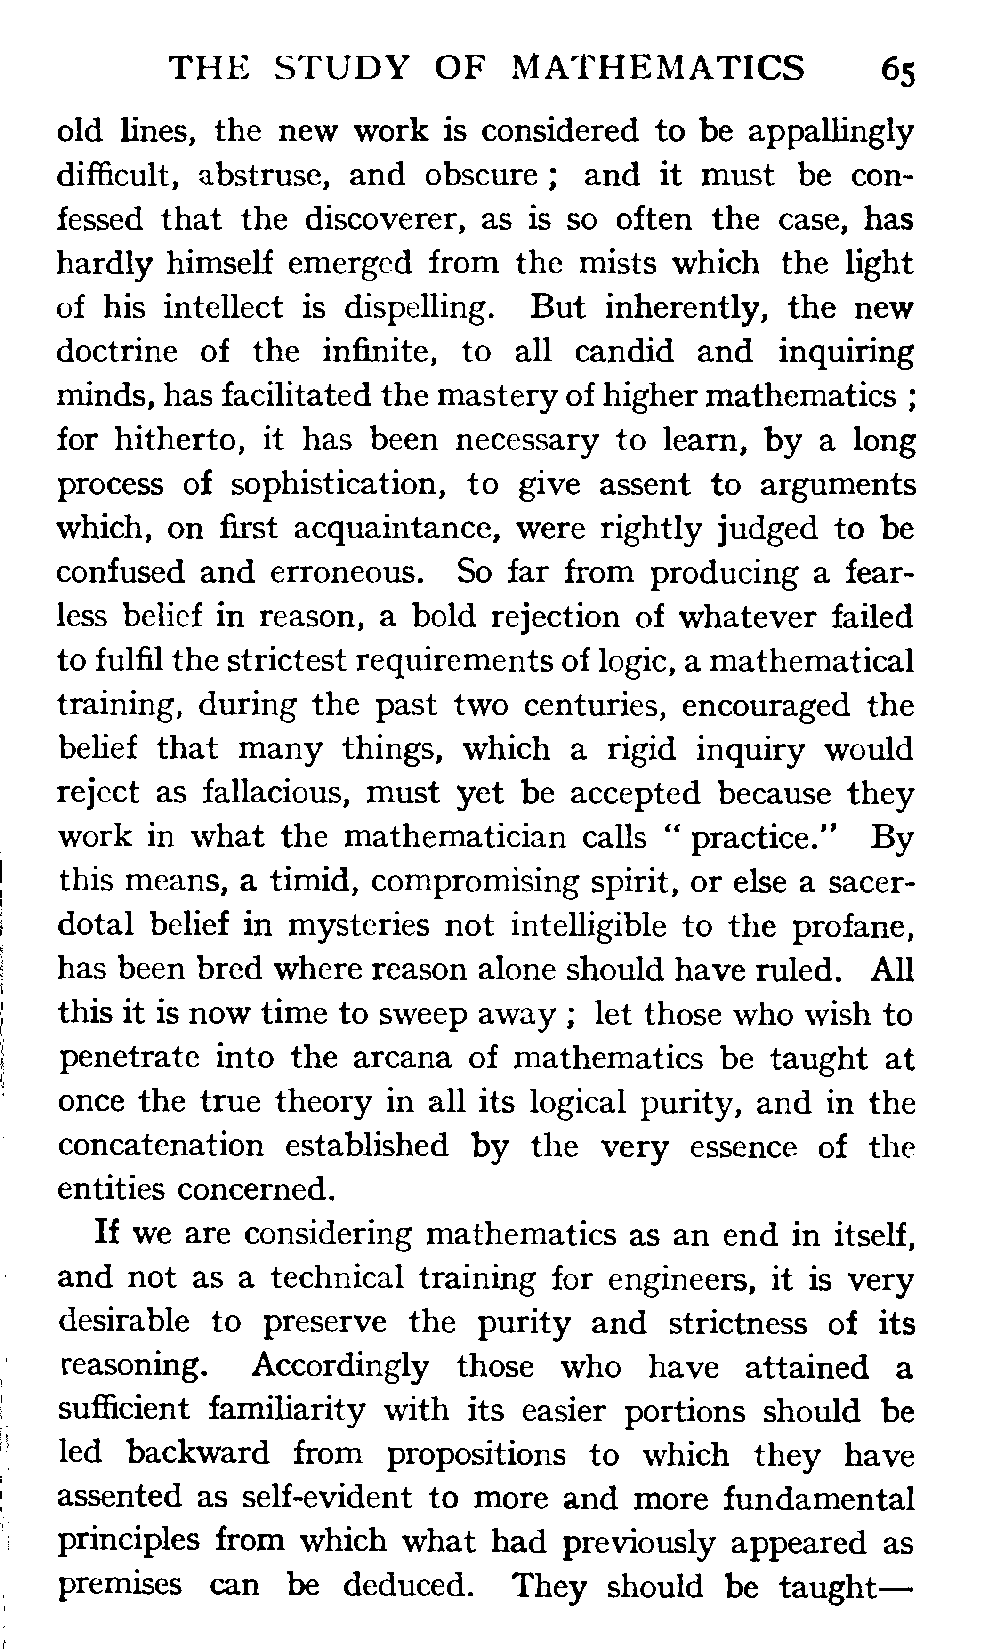 THE STUDY OF MATHEMATICS 65
old lines, the new work is considered to be appallingly
difficult, abstruse, and obscure ; and it must be con-
fessed that the discoverer, as is so often the case, has
hardly himself emerged from the mists which the light
of his intellect is dispelling. But inherently, the new
doctrine of the infinite, to all candid and inquiring
minds, has facilitated the mastery of higher mathematics ;
for hitherto, it has been necessary to learn, by a long
process of sophistication, to give assent to arguments
which, on first acquaintance, were rightly judged to be
confused and erroneous. So far from producing a fear-
less belief in reason, a bold rejection of whatever failed
to fulfil the strictest requirements of logic, a mathematical
training, during the past two centuries, encouraged the
belief that many things, which a rigid inquiry would
reject as fallacious, must yet be accepted because they
work in what the mathematician calls “ practice.” By
this means, a timid, compromising spirit, or else a sacer-
dotal belief in mysteries not intelligible to the profane,
has been bred where reason alone should have ruled. All
this it is now time to sweep away ; let those who wish to
penetrate into the arcana of mathematics be taught at
once the true theory in all its logical purity, and in the
concatenation established by the very essence of the
entities concerned.
If we are considering mathematics as an end in itself,
and not as a technical training for engineers, it is very
desirable to preserve the purity and strictness of its
reasoning. Accordingly those who have attained a
sufficient familiarity with its easier portions should be
led backward from propositions to which they have
assented as self-evident to more and more fundamental
principles from which what had previously appeared as
premises can be deduced. They should be taught—